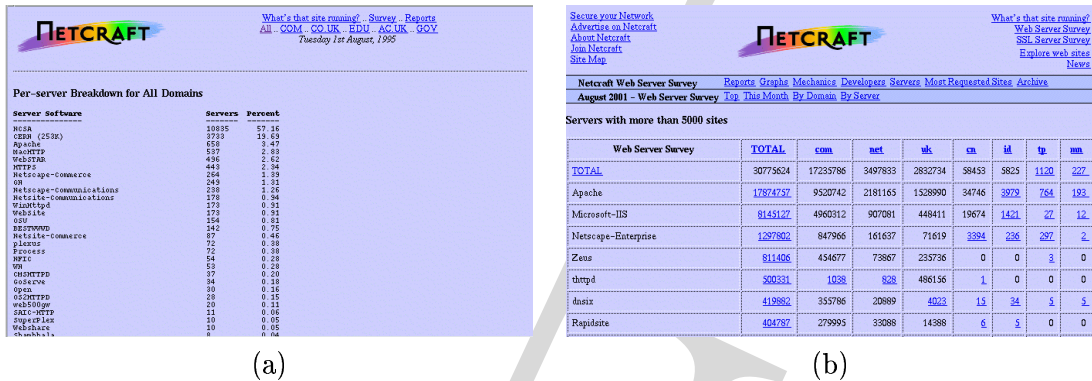 NETCRAFT
What's that site running? .. Survey .. Reports
All .. COM .. CO.UK .. EDU .. AC.UK .. GOV
Tuesday 1st August, 1995
Per-server Breakdown for All Domains
Server Software Servers Percent
NCSA 10835 57.16
CERN (253K) 3733 19.69
Apache 658 3.47
MacHTTP 537 2.83
WebSTAR 496 2.62
HTTPS 443 2.34
Netscape-Commerce 264 1.39
GN 249 1.31
Netscape-Communications 238 1.26
Netsite-Communications 178 0.94
WinHttpd 173 0.91
WebSite 173 0.91
OSU 154 0.81
BESTWWWD 142 0.75
Netsite-Commerce 87 0.46
plexus 72 0.38
Process 72 0.38
NFIC 54 0.28
WN 53 0.28
CMSHTTPD 37 0.20
GoServe 34 0.18
Open 30 0.16
OS2HTTPD 28 0.15
web500gw 20 0.11
SAIC-HTTP 11 0.06
SuperPlex 10 0.05
Webshare 10 0.05
Shambhala 8 0.04
(a)
Secure your Network
Advertise on Netcraft
About Netcraft
Join Netcraft
Site Map
NETCRAFT
What's that site running?
Web Server Survey
SSL Server Survey
Explore web sites
News
Netcraft Web Server Survey Reports Graphs Mechanics Developers Servers Most Requested Sites Archive
August 2001 - Web Server Survey Top This Month By Domain By Server
Servers with more than 5000 sites
Web Server Survey TOTAL com net uk cn id tp mn
TOTAL 30775624 17235786 3497833 2832734 58453 5825 1120 227
Apache 17874757 9520742 2181165 1528990 34746 3979 764 193
Microsoft-IIS 8145127 4960312 907081 448411 19674 1421 27 12
Netscape-Enterprise 1297802 847966 161637 71619 3394 236 297 2
Zeus 811406 454677 73867 235736 0 0 3 0
thttpd 500331 1038 828 486156 1 0 0 0
dnsix 419882 355786 20889 4023 15 34 5 5
Rapidsite 404787 279995 33088 14388 6 5 0 0
(b)